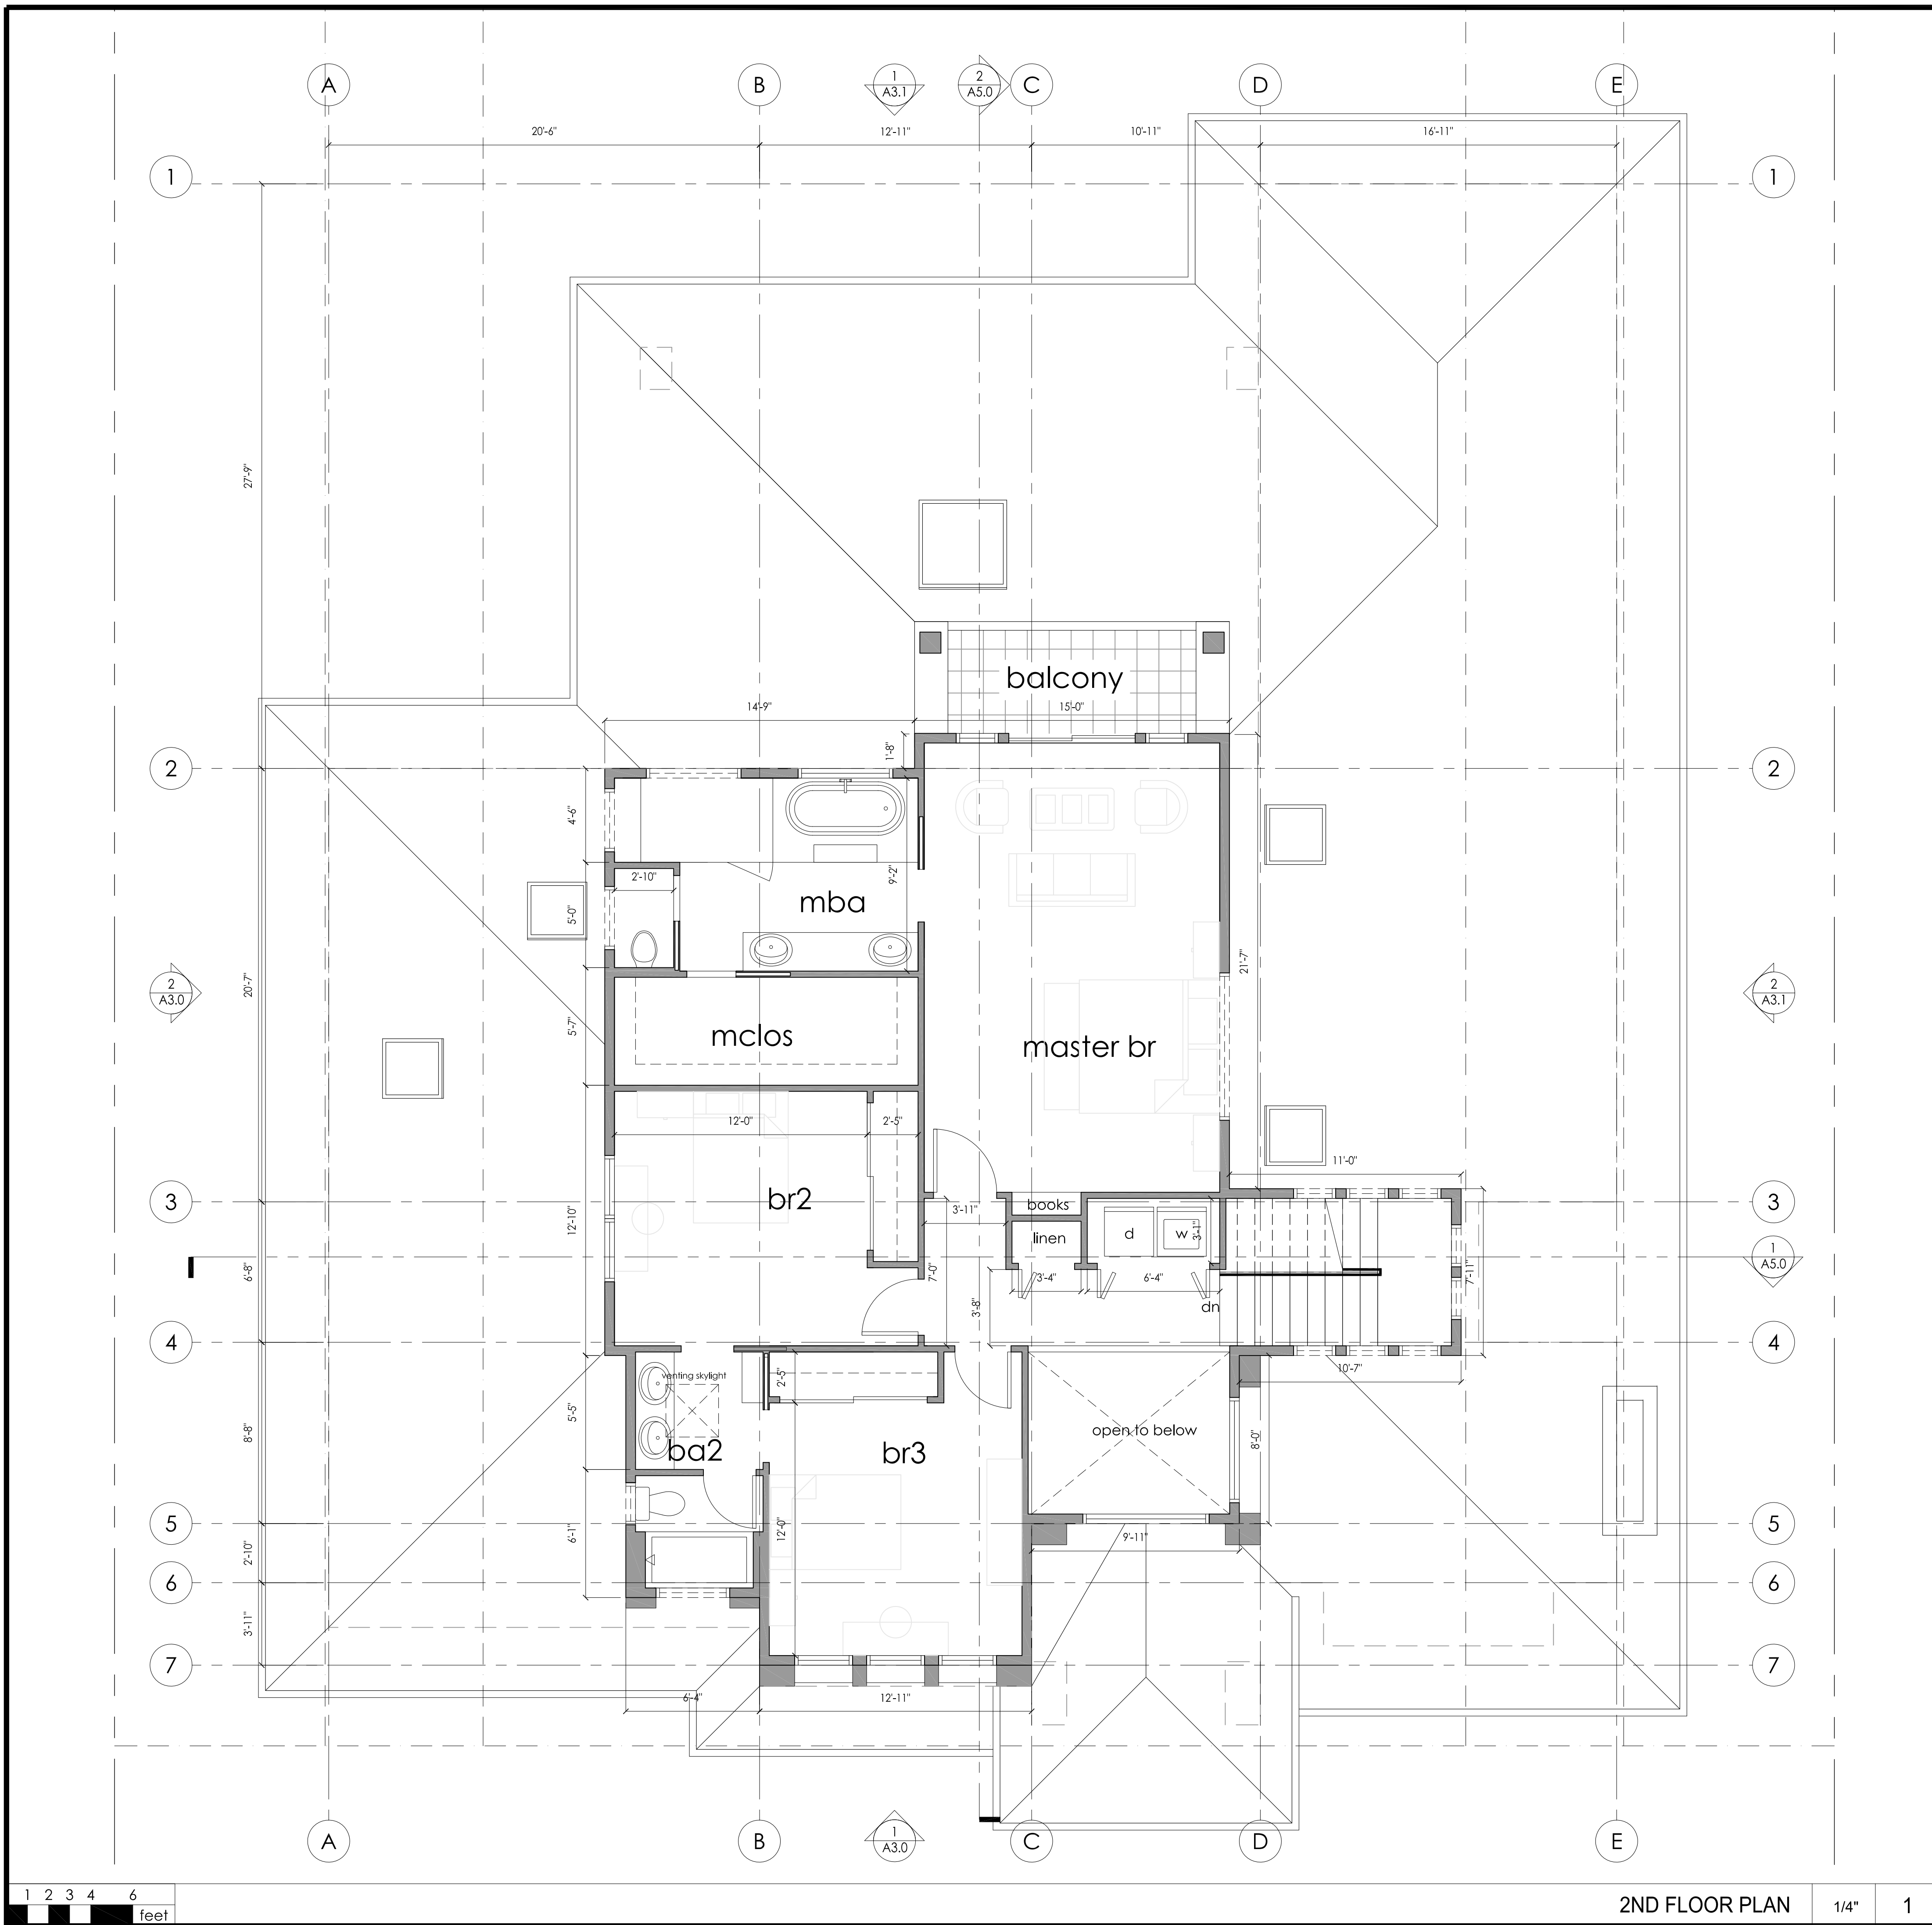 A B C D E
1
A3.1
2
A5.0
20'-6" 12'-11" 10'-11" 16'-11"
1 1
27'-9"
balcony
14'-9" 15'-0"
1'-8"
2 2
4'-6"
2'-10"
9'-2"
mba
5'-0"
21'-7"
2
A3.0
20'-7"
2
A3.1
5'-7"
mclos
master br
12'-0" 2'-5"
11'-0"
br2
3 3
books
3'-11"
12'-10"
linen
d
w
3'-1"
1
A5.0
6'-8"
7'-0"
3'-4"
6'-4"
7'-11"
3'-8"
dn
4 4
venting skylight
2'-5"
10'-7"
5'-5"
8'-8"
ba2
br3
open to below
8'-0"
5 5
6'-1"
12'-0"
9'-11"
2'-10"
6 6
3'-11"
7 7
6'-4" 12'-11"
A B
1
A3.0
C D E
1 2 3 4 6
feet
2ND FLOOR PLAN 1/4" 1